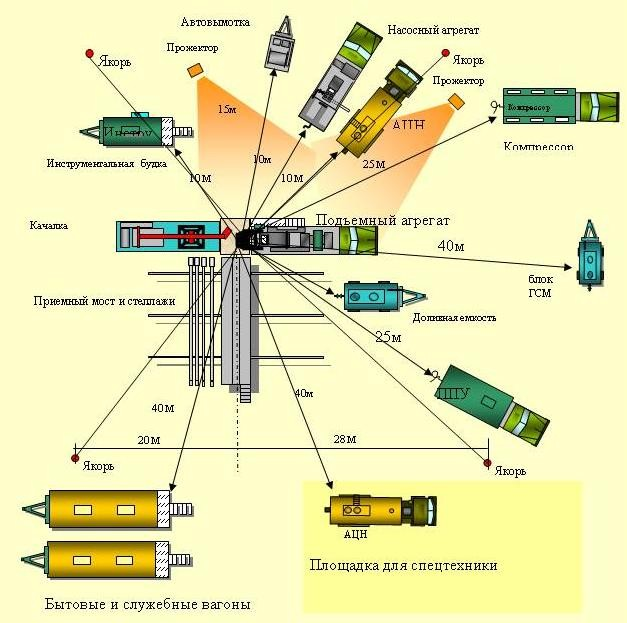 Автовымотка
Насосный агрегат
Прожектор
Якорь
Якорь
Прожектор
15м
Компрессор
АЦН
Компрессор
Инструментальная будка
10м
10м
10м
25м
Качалка
Подъемный агрегат
40м
блок
ГСМ
Приемный мост и стеллажи
Доливная емкость
25м
ППУ
40м
40м
20м
28м
Якорь
Якорь
АЦН
Площадка для спецтехники
Бытовые и служебные вагоны